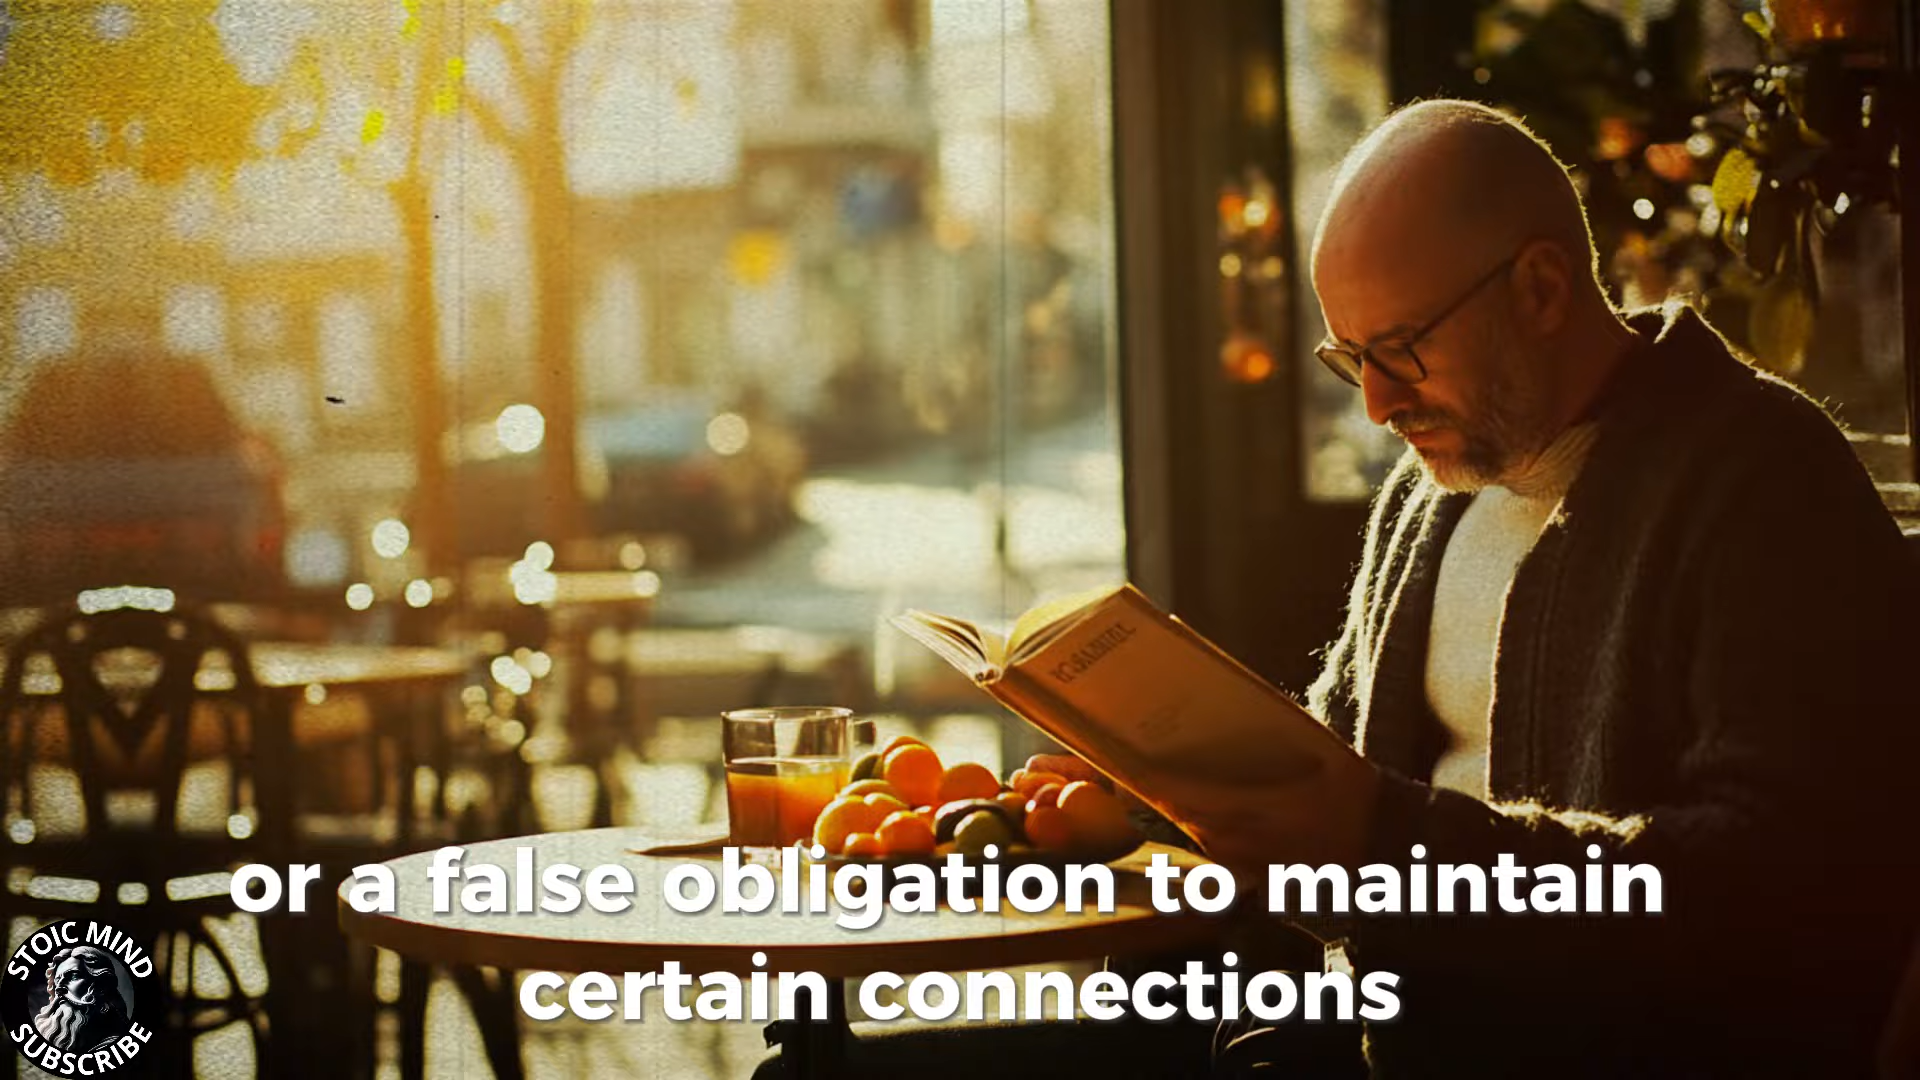 or a false obligation to maintain
certain connections
STOIC MIND
SUBSCRIBE